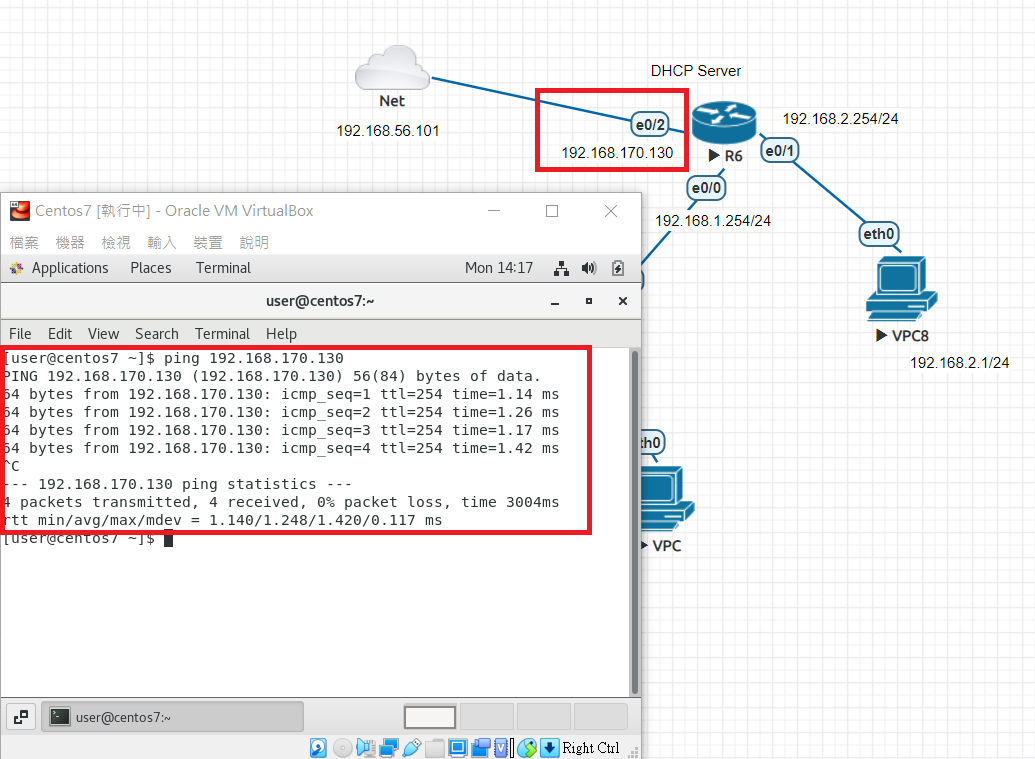 DHCP Server
Net
192.168.56.101
e0/2
192.168.170.130
192.168.2.254/24
R6
e0/1
e0/0
192.168.1.254/24
eth0
VPC8
192.168.2.1/24
Centos7 [執行中] - Oracle VM VirtualBox
檔案 機器 檢視 輸入 裝置 說明
Applications Places Terminal Mon 14:17
user@centos7:~
File Edit View Search Terminal Help
[user@centos7 ~]$ ping 192.168.170.130
PING 192.168.170.130 (192.168.170.130) 56(84) bytes of data.
64 bytes from 192.168.170.130: icmp_seq=1 ttl=254 time=1.14 ms
64 bytes from 192.168.170.130: icmp_seq=2 ttl=254 time=1.26 ms
64 bytes from 192.168.170.130: icmp_seq=3 ttl=254 time=1.17 ms
64 bytes from 192.168.170.130: icmp_seq=4 ttl=254 time=1.42 ms
^C
--- 192.168.170.130 ping statistics ---
4 packets transmitted, 4 received, 0% packet loss, time 3004ms
rtt min/avg/max/mdev = 1.140/1.248/1.420/0.117 ms
[user@centos7 ~]$
th0
VPC
user@centos7:~
Right Ctrl